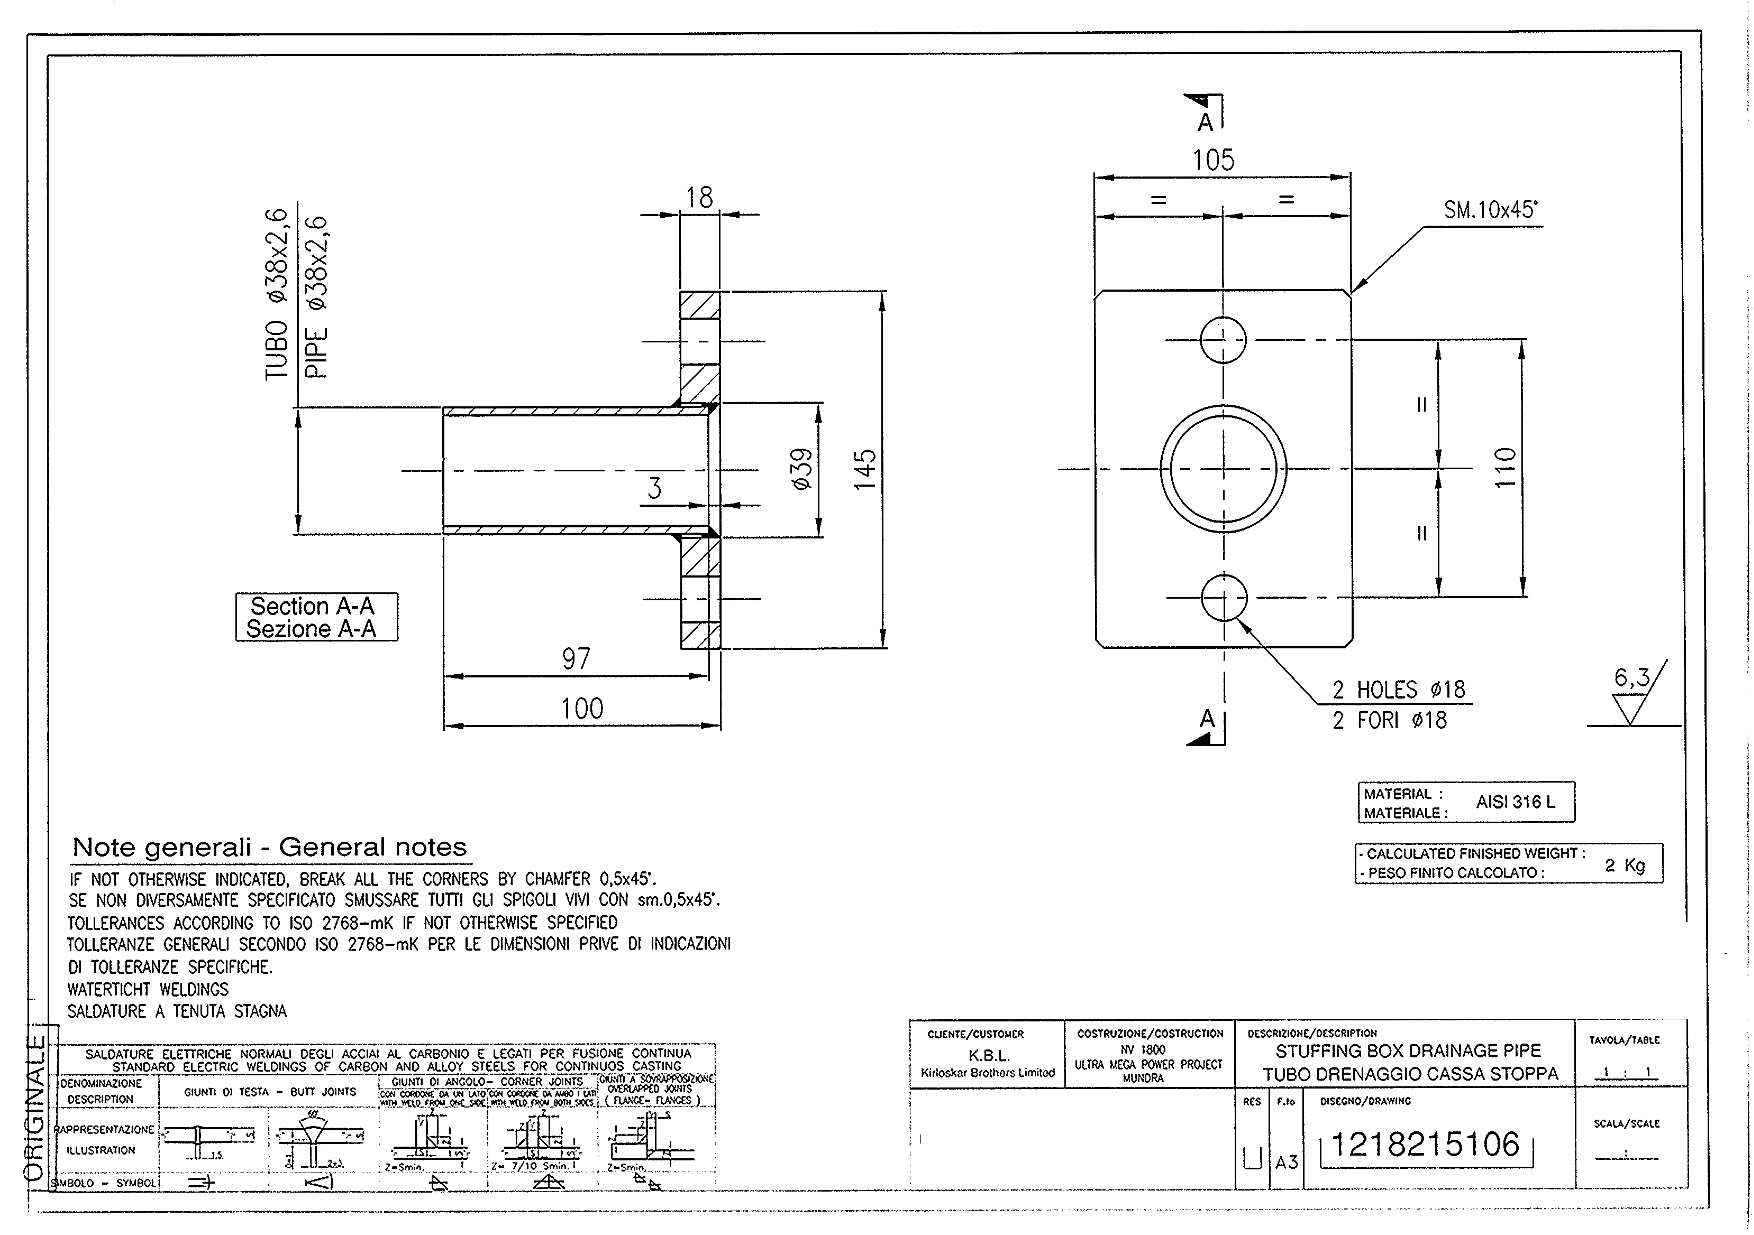 A
105
=
=
SM.10x45°
18
TUBO ø38x2,6
PIPE ø38x2,6
3
ø39
145
=
=
110
Section A-A
Sezione A-A
97
100
2 HOLES ø18
2 FORI ø18
A
6,3
MATERIAL :
MATERIALE :
AISI 316 L
- CALCULATED FINISHED WEIGHT :
- PESO FINITO CALCOLATO :
2 Kg
Note generali - General notes
IF NOT OTHERWISE INDICATED, BREAK ALL THE CORNERS BY CHAMFER 0,5x45°.
SE NON DIVERSAMENTE SPECIFICATO SMUSSARE TUTTI GLI SPIGOLI VIVI CON sm.0,5x45°.
TOLLERANCES ACCORDING TO ISO 2768-mK IF NOT OTHERWISE SPECIFIED
TOLLERANZE GENERALI SECONDO ISO 2768-mK PER LE DIMENSIONI PRIVE DI INDICAZIONI
DI TOLLERANZE SPECIFICHE.
WATERTICHT WELDINGS
SALDATURE A TENUTA STAGNA
ORIGINALE
SALDATURE ELETTRICHE NORMALI DEGLI ACCIAI AL CARBONIO E LEGATI PER FUSIONE CONTINUA
STANDARD ELECTRIC WELDINGS OF CARBON AND ALLOY STEELS FOR CONTINUOS CASTING
DENOMINAZIONE
DESCRIPTION
GIUNTI DI TESTA - BUTT JOINTS
GIUNTI DI ANGOLO- CORNER JOINTS
CON CORDONE DA UN LATO
WITH WELD FROM ONE SIDE
CON CORDONE DA AMBO I LATI
WITH WELD FROM BOTH SIDES
GIUNTI A SOVRAPPOSIZIONE
OVERLAPPED JOINTS
( FLANGE- FLANGES )
RAPPRESENTAZIONE
ILLUSTRATION
1.5
Z=Smin.
Z= 7/10 Smin.
Z=Smin.
SIMBOLO - SYMBOL
CLIENTE/CUSTOMER
K.B.L.
Kirloskar Brothers Limited
COSTRUZIONE/COSTRUCTION
NV 1800
ULTRA MEGA POWER PROJECT
MUNDRA
DESCRIZIONE/DESCRIPTION
STUFFING BOX DRAINAGE PIPE
TUBO DRENAGGIO CASSA STOPPA
TAVOLA/TABLE
1 : 1
RES
U
F.to
A3
DISEGNO/DRAWING
1218215106
SCALA/SCALE
: